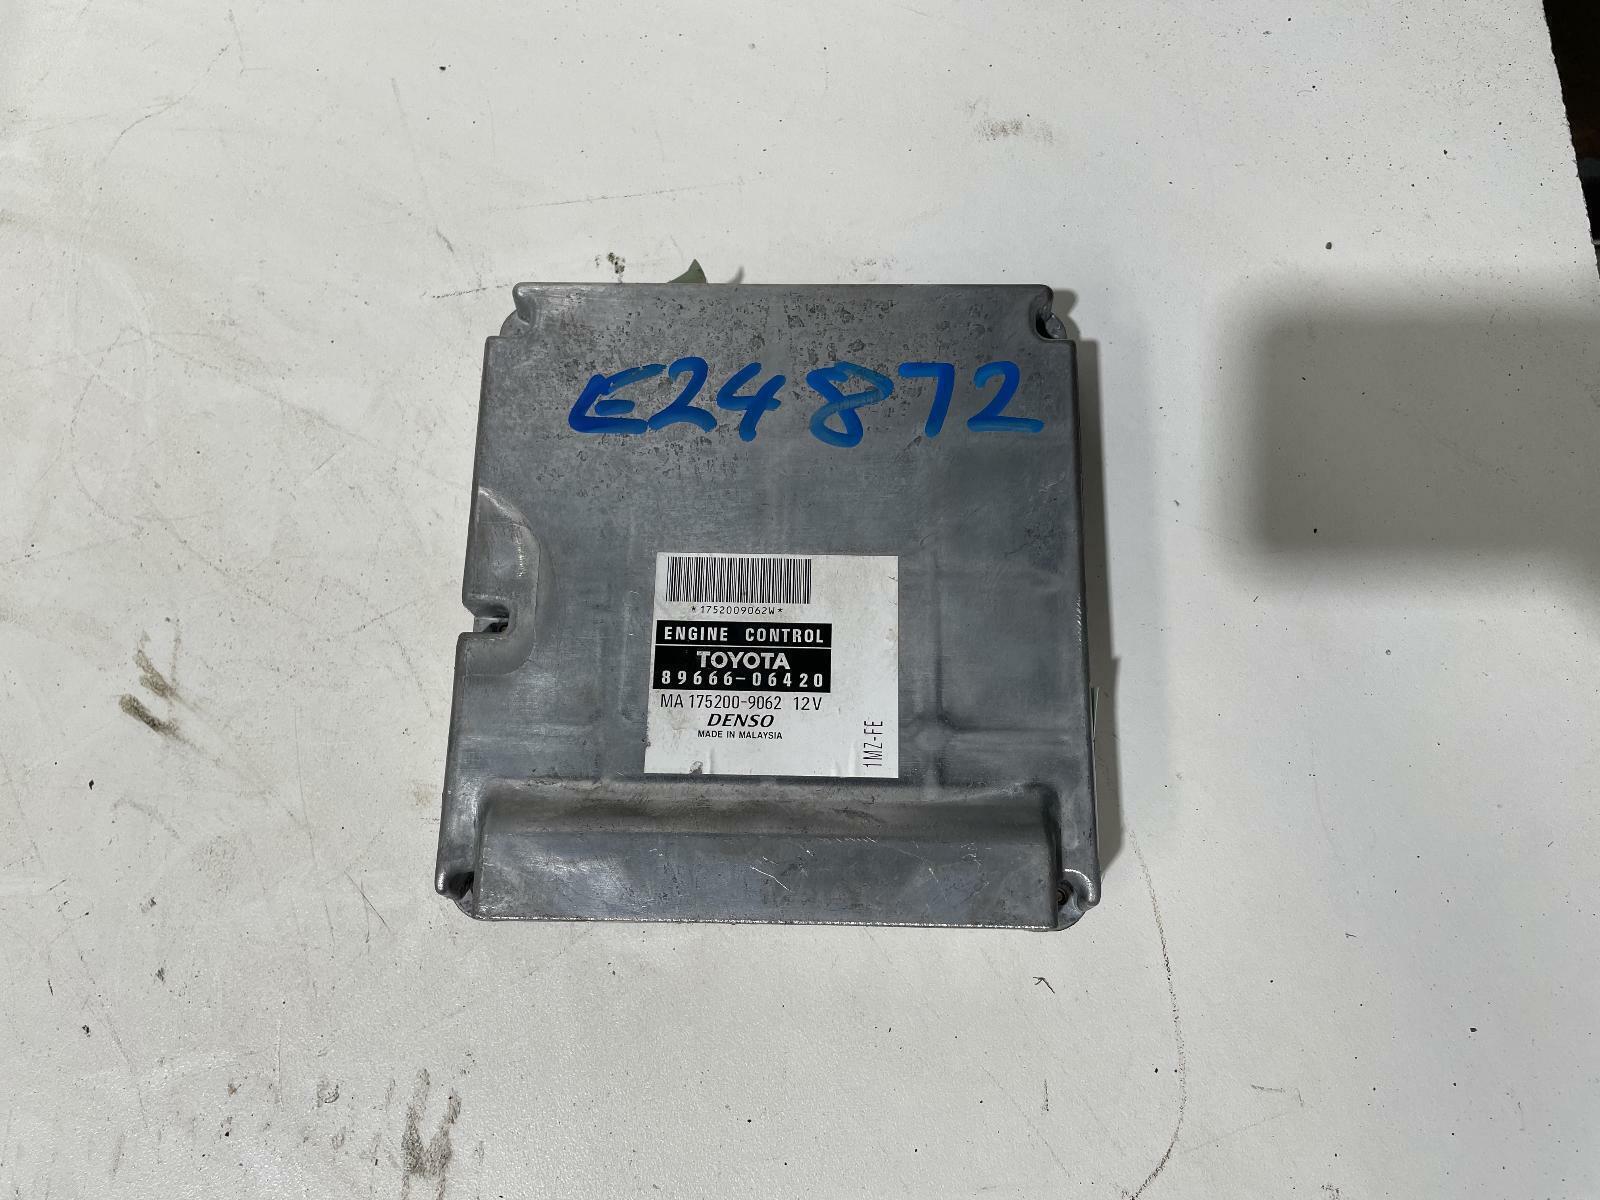 E24872
*1752009062W*
ENGINE CONTROL
TOYOTA
89666-06420
MA 175200-9062 12V
DENSO
MADE IN MALAYSIA
1MZ-FE